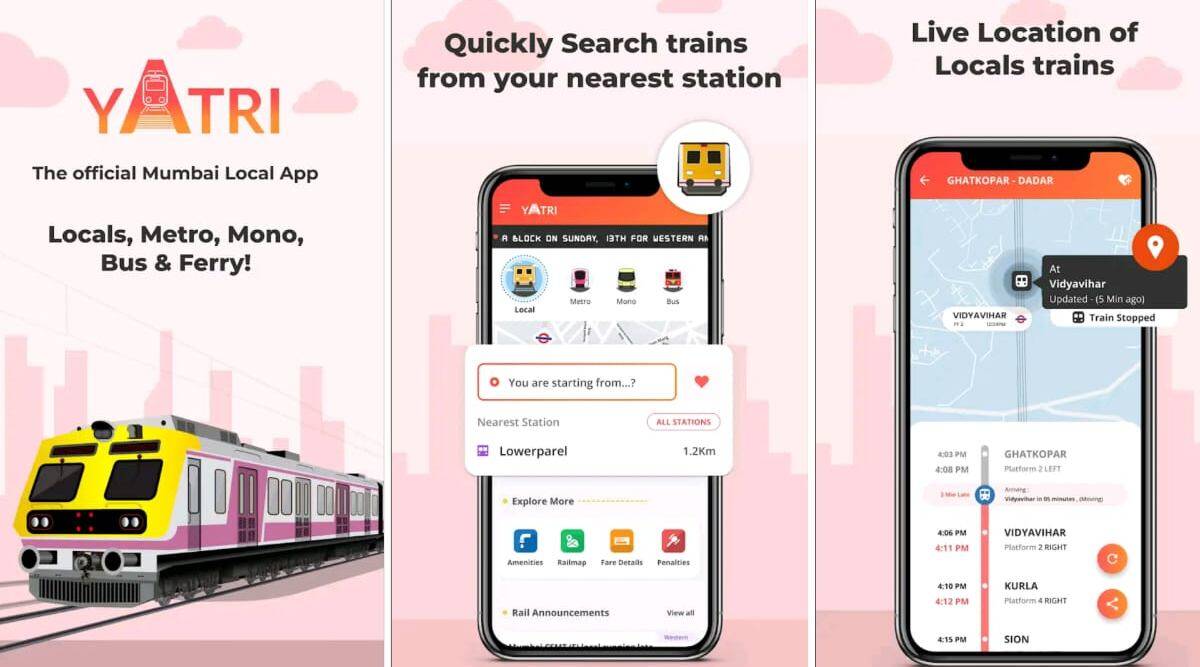 YATRI
The official Mumbai Local App
Locals, Metro, Mono,
Bus & Ferry!
Quickly Search trains
from your nearest station
YATRI
A BLOCK ON SUNDAY, 13TH FOR WESTERN AN
Local
Metro
Mono
Bus
You are starting from...?
Nearest Station
ALL STATIONS
Lowerparel
1.2Km
Explore More
Amenities
Railmap
Fare Details
Penalties
Rail Announcements
View all
Western
Live Location of
Locals trains
GHATKOPAR - DADAR
At
Vidyavihar
Updated - (5 Min ago)
VIDYAVIHAR
Train Stopped
4:03 PM
GHATKOPAR
4:08 PM
Platform 2 LEFT
3 Min Late
Arriving :
Vidyavihar in 05 minutes , (Moving)
4:06 PM
VIDYAVIHAR
4:11 PM
Platform 2 RIGHT
4:10 PM
KURLA
4:12 PM
Platform 4 RIGHT
4:15 PM
SION